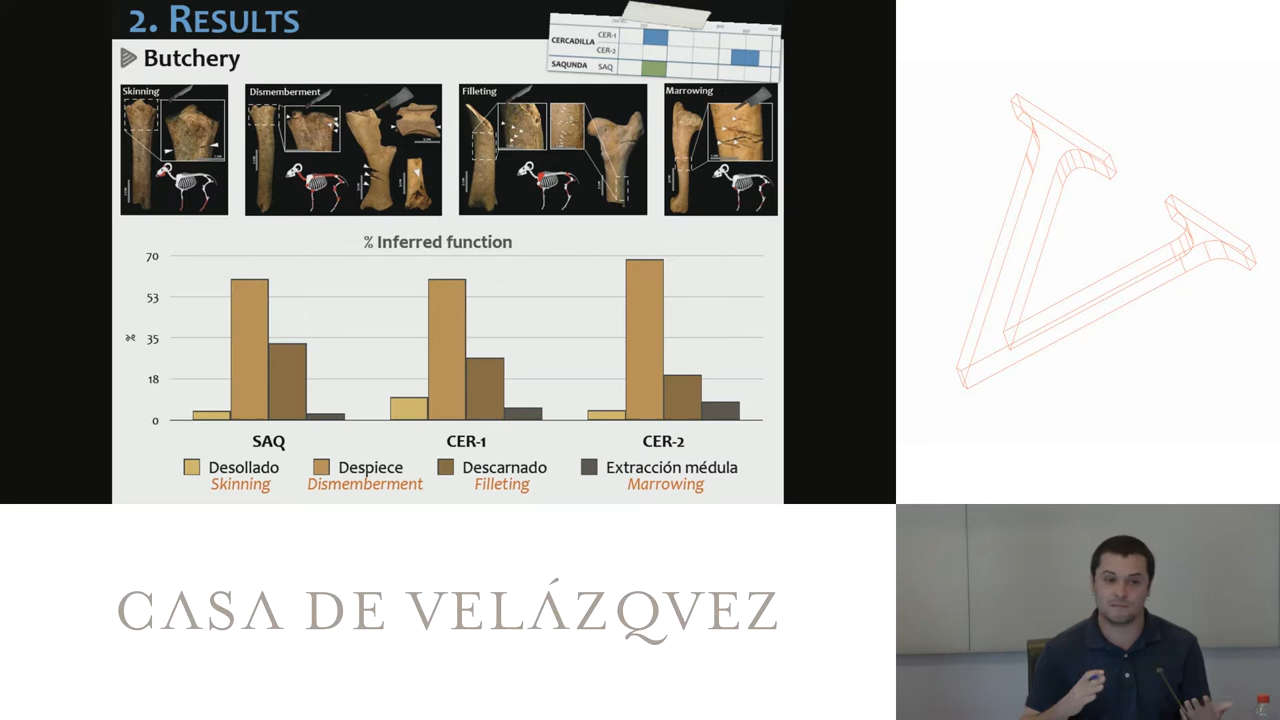 2. RESULTS
Butchery
CERCADILLA
CER-1
CER-2
SAQUNDA SAQ
Skinning
Dismemberment
Filleting
Marrowing
% Inferred function
70
53
35
18
0
%
SAQ CER-1 CER-2
Desollado Despiece Descarnado Extracción médula
Skinning Dismemberment Filleting Marrowing
CASA DE VELÁZQVEZ